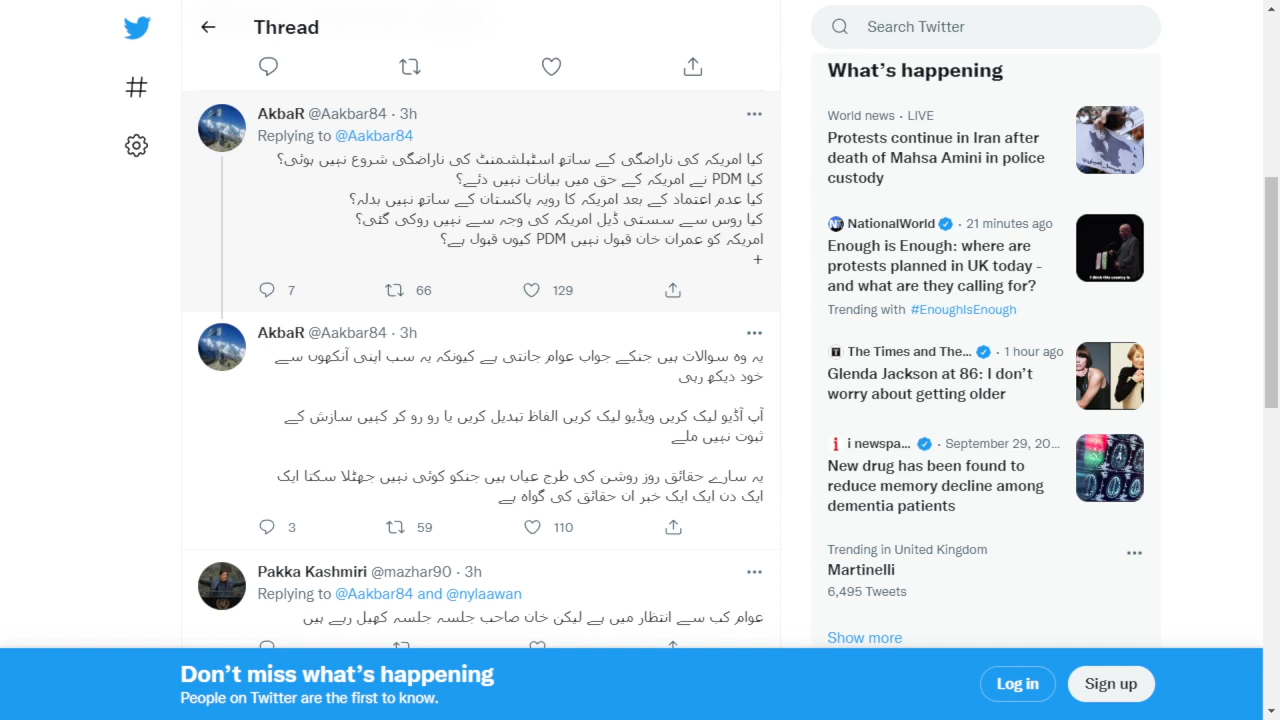 Thread
Search Twitter
AkbaR @Aakbar84 · 3h
Replying to @Aakbar84
کیا امریکہ کی ناراضگی کے ساتھ اسٹبلشمنٹ کی ناراضگی شروع نہیں ہوئی؟
کیا PDM نے امریکہ کے حق میں بیانات نہیں دئے؟
کیا عدم اعتماد کے بعد امریکہ کا رویہ پاکستان کے ساتھ نہیں بدلہ؟
کیا روس سے سستی ڈیل امریکہ کی وجہ سے نہیں روکی گئی؟
امریکہ کو عمران خان قبول نہیں PDM کیوں قبول ہے؟
+
7 66 129
AkbaR @Aakbar84 · 3h
یہ وہ سوالات ہیں جنکے جواب عوام جانتی ہے کیونکہ یہ سب اپنی آنکھوں سے
خود دیکھ رہی
آپ آڈیو لیک کریں ویڈیو لیک کریں الفاظ تبدیل کریں یا رو رو کر کہیں سازش کے
ثبوت نہیں ملے
یہ سارے حقائق روز روشن کی طرح عیاں ہیں جنکو کوئی نہیں جھٹلا سکتا ایک
ایک دن ایک ایک خبر ان حقائق کی گواہ ہے
3 59 110
Pakka Kashmiri @mazhar90 · 3h
Replying to @Aakbar84 and @nylaawan
عوام کب سے انتظار میں ہے لیکن خان صاحب جلسہ جلسہ کھیل رہے ہیں
What's happening
World news · LIVE
Protests continue in Iran after
death of Mahsa Amini in police
custody
NationalWorld · 21 minutes ago
Enough is Enough: where are
protests planned in UK today -
and what are they calling for?
Trending with #EnoughIsEnough
The Times and The... · 1 hour ago
Glenda Jackson at 86: I don't
worry about getting older
i newspa... · September 29, 20...
New drug has been found to
reduce memory decline among
dementia patients
Trending in United Kingdom
Martinelli
6,495 Tweets
Show more
Don't miss what's happening
People on Twitter are the first to know.
Log in
Sign up